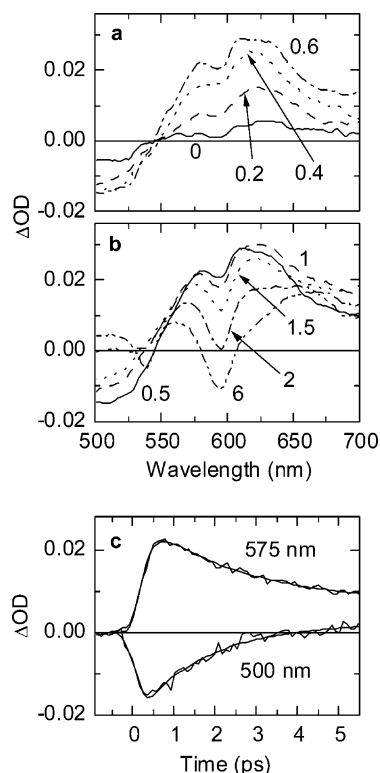 a
0.6
0.02
0.00
0
0.2
0.4
-0.02
ΔOD
b
1
0.02
1.5
0.00
2
0.5
6
-0.02
500 550 600 650 700
Wavelength (nm)
c
575 nm
0.02
ΔOD
0.00
500 nm
-0.02
0 1 2 3 4 5
Time (ps)